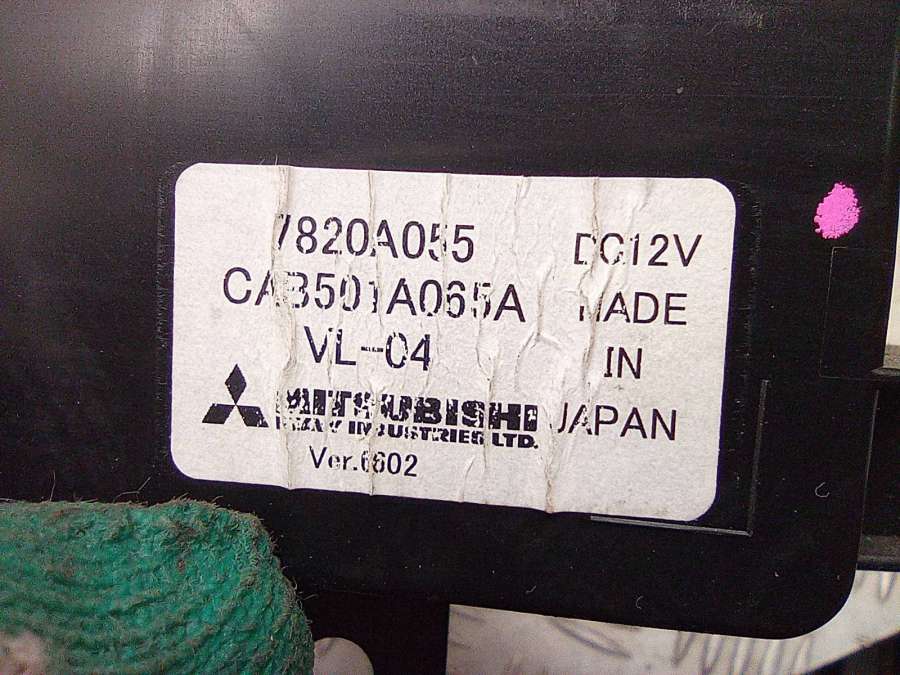 7820A055
CAB501A065A
VL-04
MITSUBISHI
HEAVY INDUSTRIES LTD.
Ver.6602
DC12V
MADE
IN
JAPAN